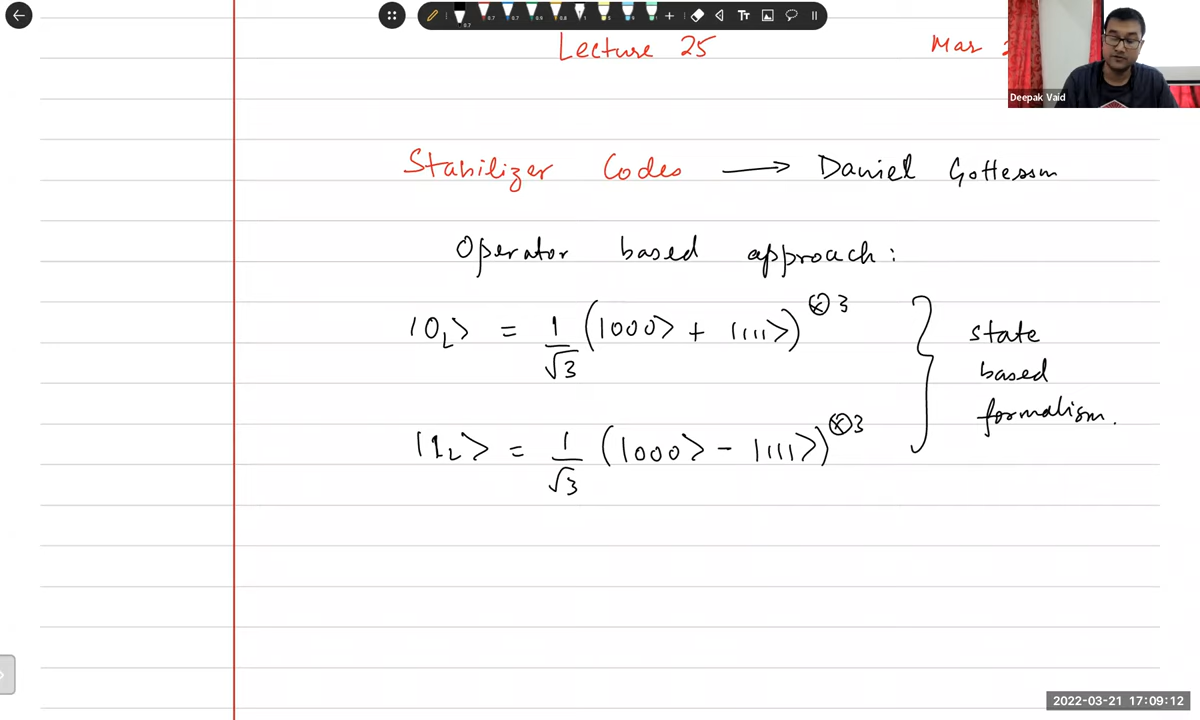 Lecture 25 Mar
Deepak Vaid
Stabilizer Codes ⟶ Daniel Gottessm
Operator based approach:
|0_L⟩ = 1/√3 (|000⟩ + |111⟩)^⊗3
|1_L⟩ = 1/√3 (|000⟩ - |111⟩)^⊗3
state
based
formalism.
2022-03-21 17:09:12